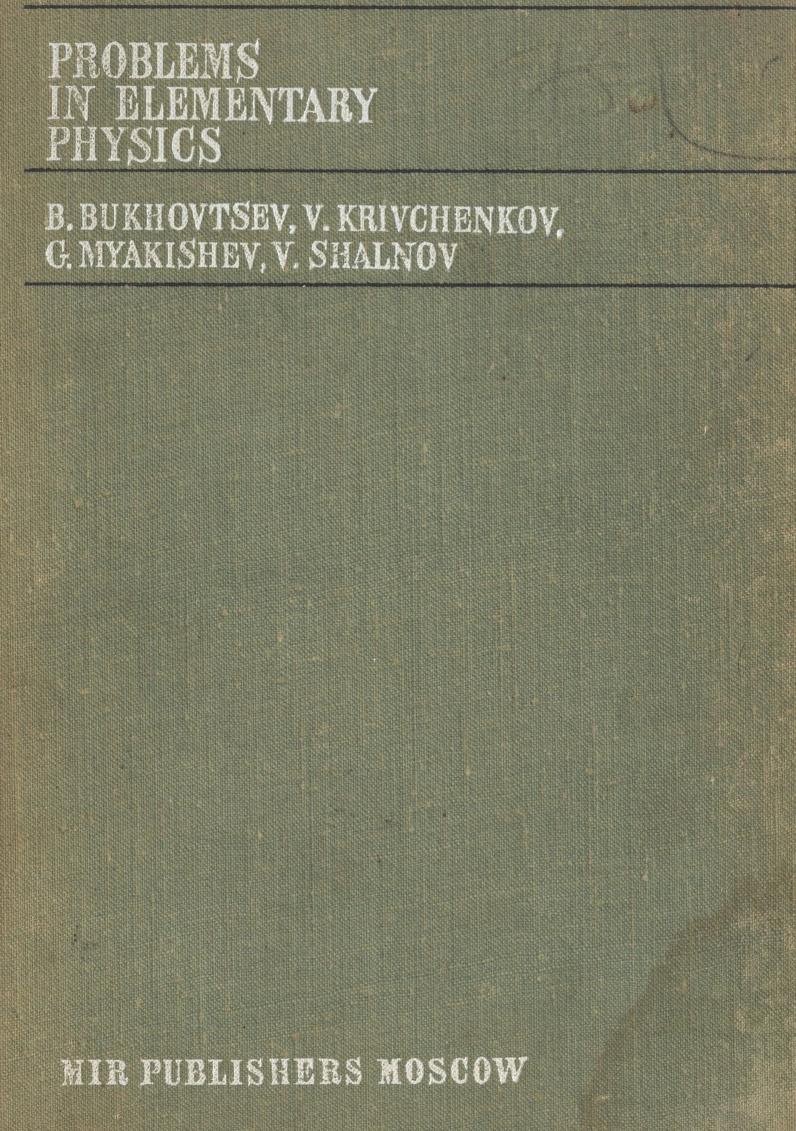 PROBLEMS
IN ELEMENTARY
PHYSICS
B. BUKHOVTSEV, V. KRIVCHENKOV,
G. MYAKISHEV, V. SHALNOV
MIR PUBLISHERS MOSCOW